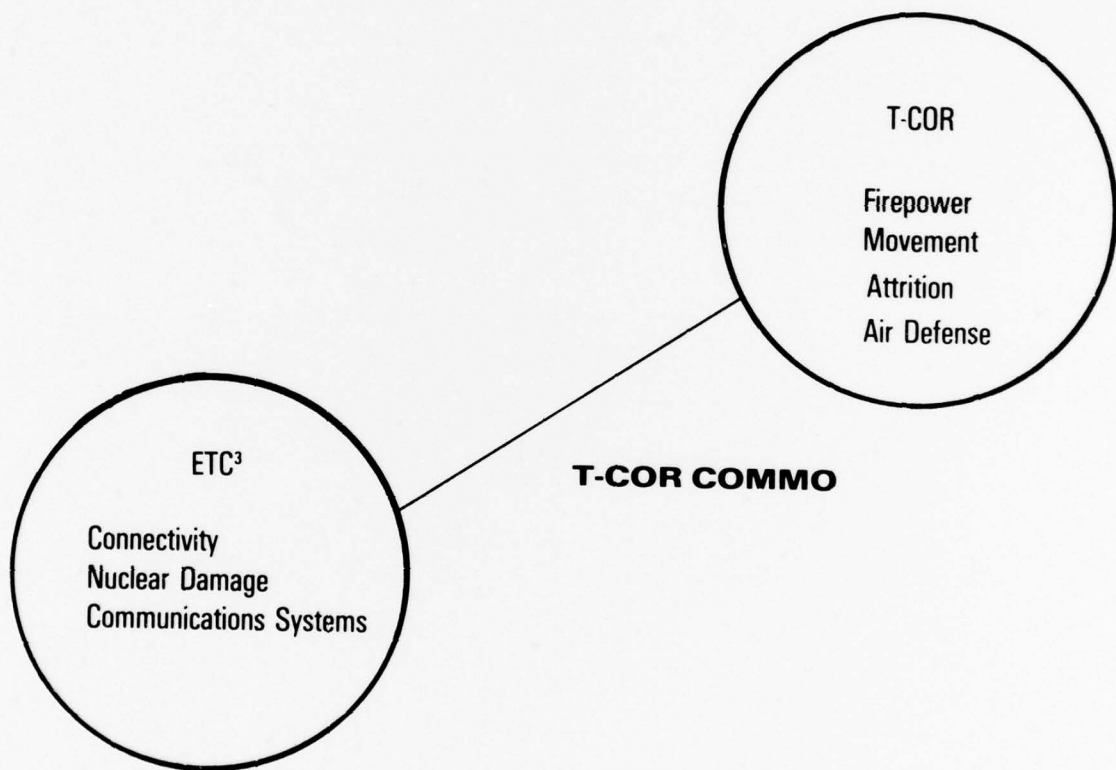 T-COR
Firepower
Movement
Attrition
Air Defense
ETC³
Connectivity
Nuclear Damage
Communications Systems
T-COR COMMO